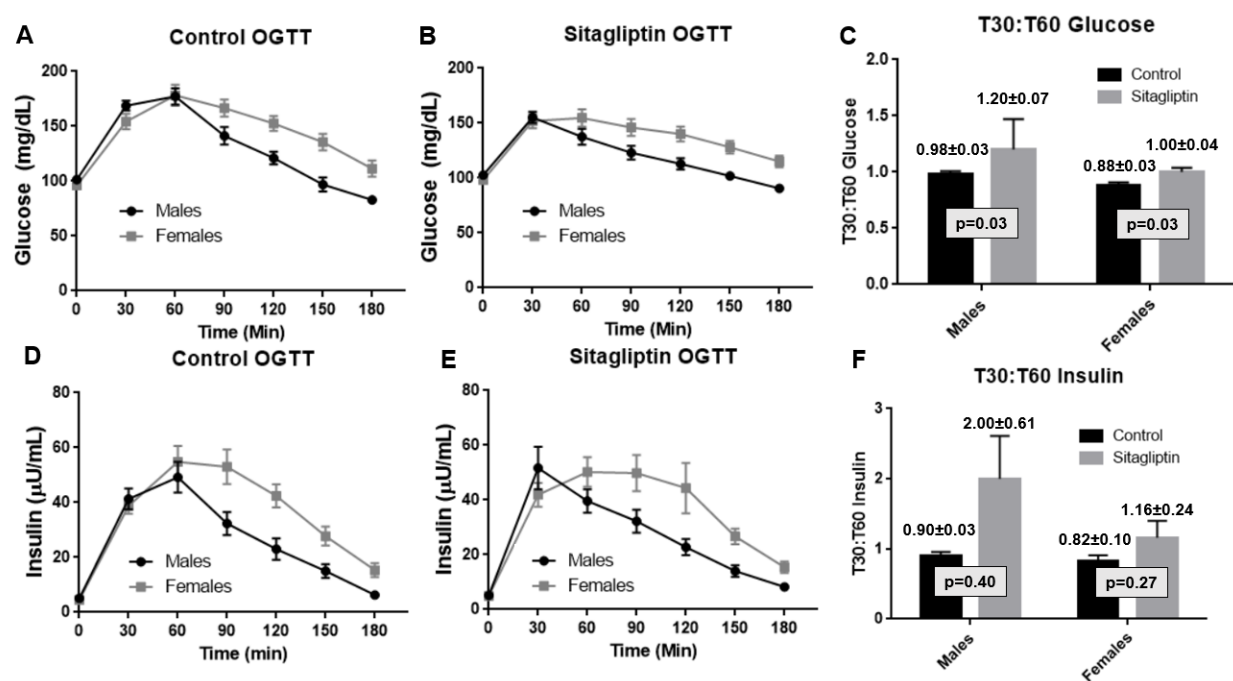 A
Control OGTT
Glucose (mg/dL)
200
150
100
50
0
Males
Females
0 30 60 90 120 150 180
Time (Min)
B
Sitagliptin OGTT
Glucose (mg/dL)
200
150
100
50
0
Males
Females
0 30 60 90 120 150 180
Time (Min)
C
T30:T60 Glucose
T30:T60 Glucose
2.0
1.5
1.0
0.5
0.0
Control
Sitagliptin
0.98±0.03
1.20±0.07
0.88±0.03
1.00±0.04
p=0.03
p=0.03
Males
Females
D
Control OGTT
Insulin (µU/mL)
80
60
40
20
0
Males
Females
0 30 60 90 120 150 180
Time (min)
E
Sitagliptin OGTT
Insulin (µU/mL)
80
60
40
20
0
Males
Females
0 30 60 90 120 150 180
Time (Min)
F
T30:T60 Insulin
T30:T60 Insulin
3
2
1
0
Control
Sitagliptin
0.90±0.03
2.00±0.61
0.82±0.10
1.16±0.24
p=0.40
p=0.27
Males
Females